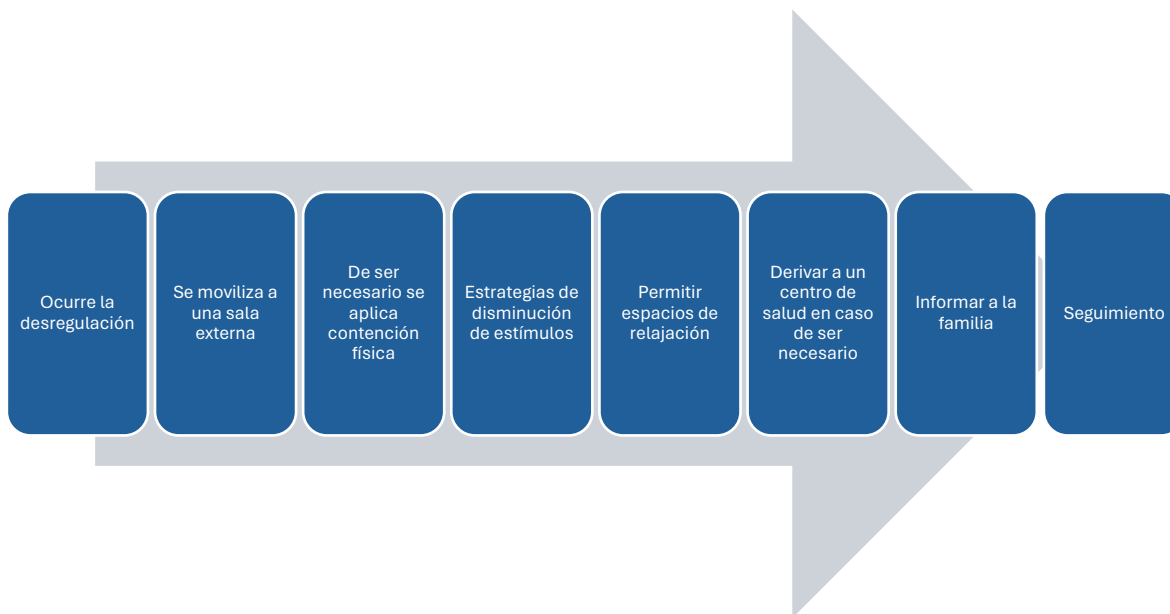 Ocurre la
desregulación
Se moviliza a
una sala
externa
De ser
necesario se
aplica
contención
física
Estrategias de
disminución
de estímulos
Permitir
espacios de
relajación
Derivar a un
centro de
salud en caso
de ser
necesario
Informar a la
familia
Seguimiento